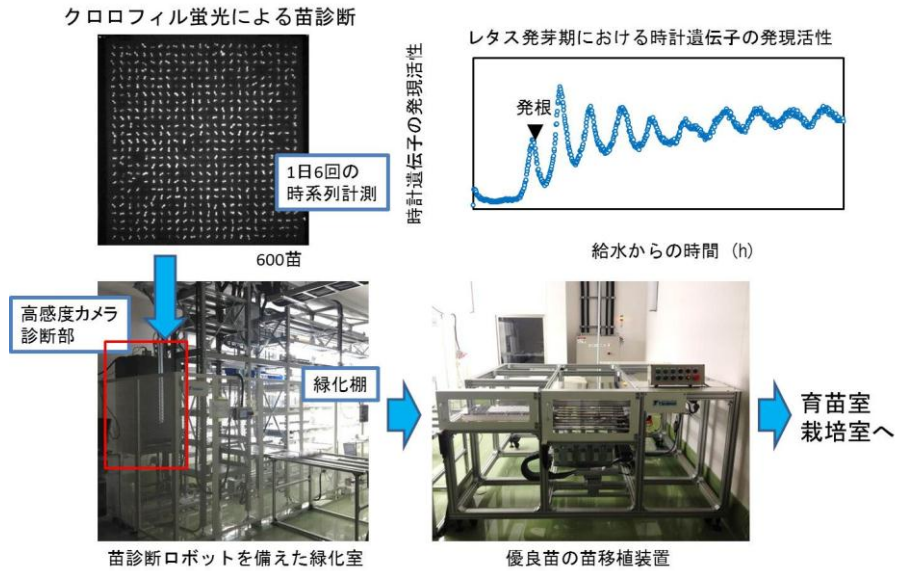 クロロフィル蛍光による苗診断
1日6回の
時系列計測
600苗
レタス発芽期における時計遺伝子の発現活性
時計遺伝子の発現活性
発根
給水からの時間 (h)
高感度カメラ
診断部
緑化棚
苗診断ロボットを備えた緑化室
優良苗の苗移植装置
育苗室
栽培室へ